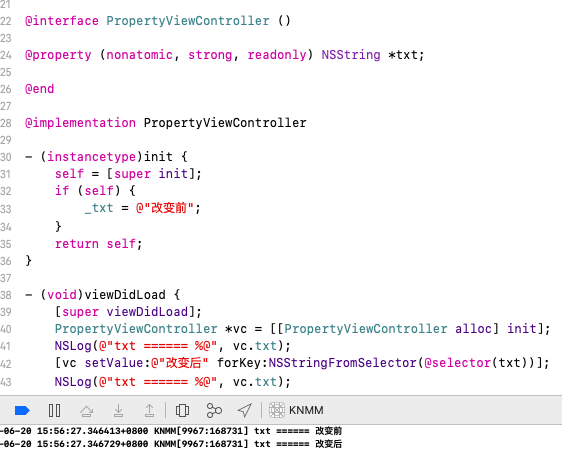 21
22 @interface PropertyViewController ()
23
24 @property (nonatomic, strong, readonly) NSString *txt;
25
26 @end
27
28 @implementation PropertyViewController
29
30 - (instancetype)init {
31 self = [super init];
32 if (self) {
33 _txt = @"改变前";
34 }
35 return self;
36 }
37
38 - (void)viewDidLoad {
39 [super viewDidLoad];
40 PropertyViewController *vc = [[PropertyViewController alloc] init];
41 NSLog(@"txt ====== %@", vc.txt);
42 [vc setValue:@"改变后" forKey:NSStringFromSelector(@selector(txt))];
43 NSLog(@"txt ====== %@", vc.txt);
KNMM
-06-20 15:56:27.346413+0800 KNMM[9967:168731] txt ====== 改变前
-06-20 15:56:27.346729+0800 KNMM[9967:168731] txt ====== 改变后